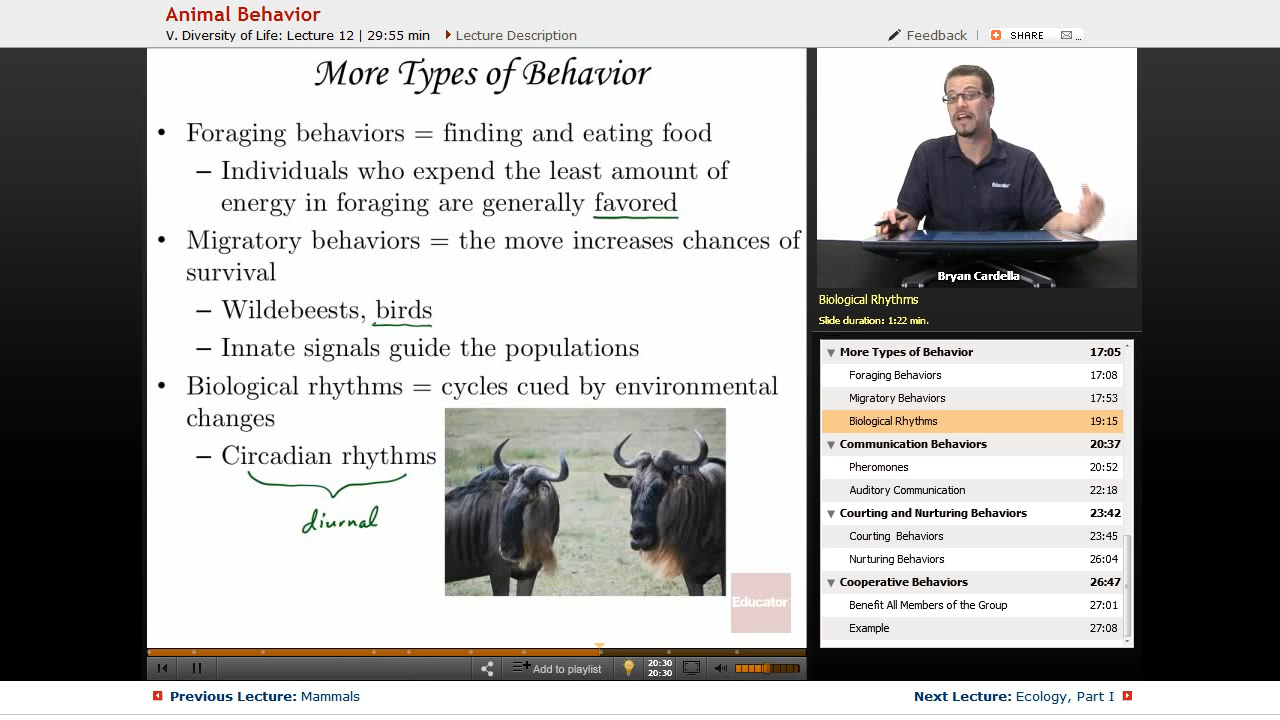 Animal Behavior
V. Diversity of Life: Lecture 12 | 29:55 min
Lecture Description
Feedback
SHARE
More Types of Behavior
• Foraging behaviors = finding and eating food
– Individuals who expend the least amount of
energy in foraging are generally favored
• Migratory behaviors = the move increases chances of
survival
– Wildebeests, birds
– Innate signals guide the populations
• Biological rhythms = cycles cued by environmental
changes
– Circadian rhythms
diurnal
Educator
Educator
Bryan Cardella
Biological Rhythms
Slide duration: 1:22 min.
More Types of Behavior 17:05
Foraging Behaviors 17:08
Migratory Behaviors 17:53
Biological Rhythms 19:15
Communication Behaviors 20:37
Pheromones 20:52
Auditory Communication 22:18
Courting and Nurturing Behaviors 23:42
Courting Behaviors 23:45
Nurturing Behaviors 26:04
Cooperative Behaviors 26:47
Benefit All Members of the Group 27:01
Example 27:08
Add to playlist
20:30
20:30
Previous Lecture: Mammals
Next Lecture: Ecology, Part I